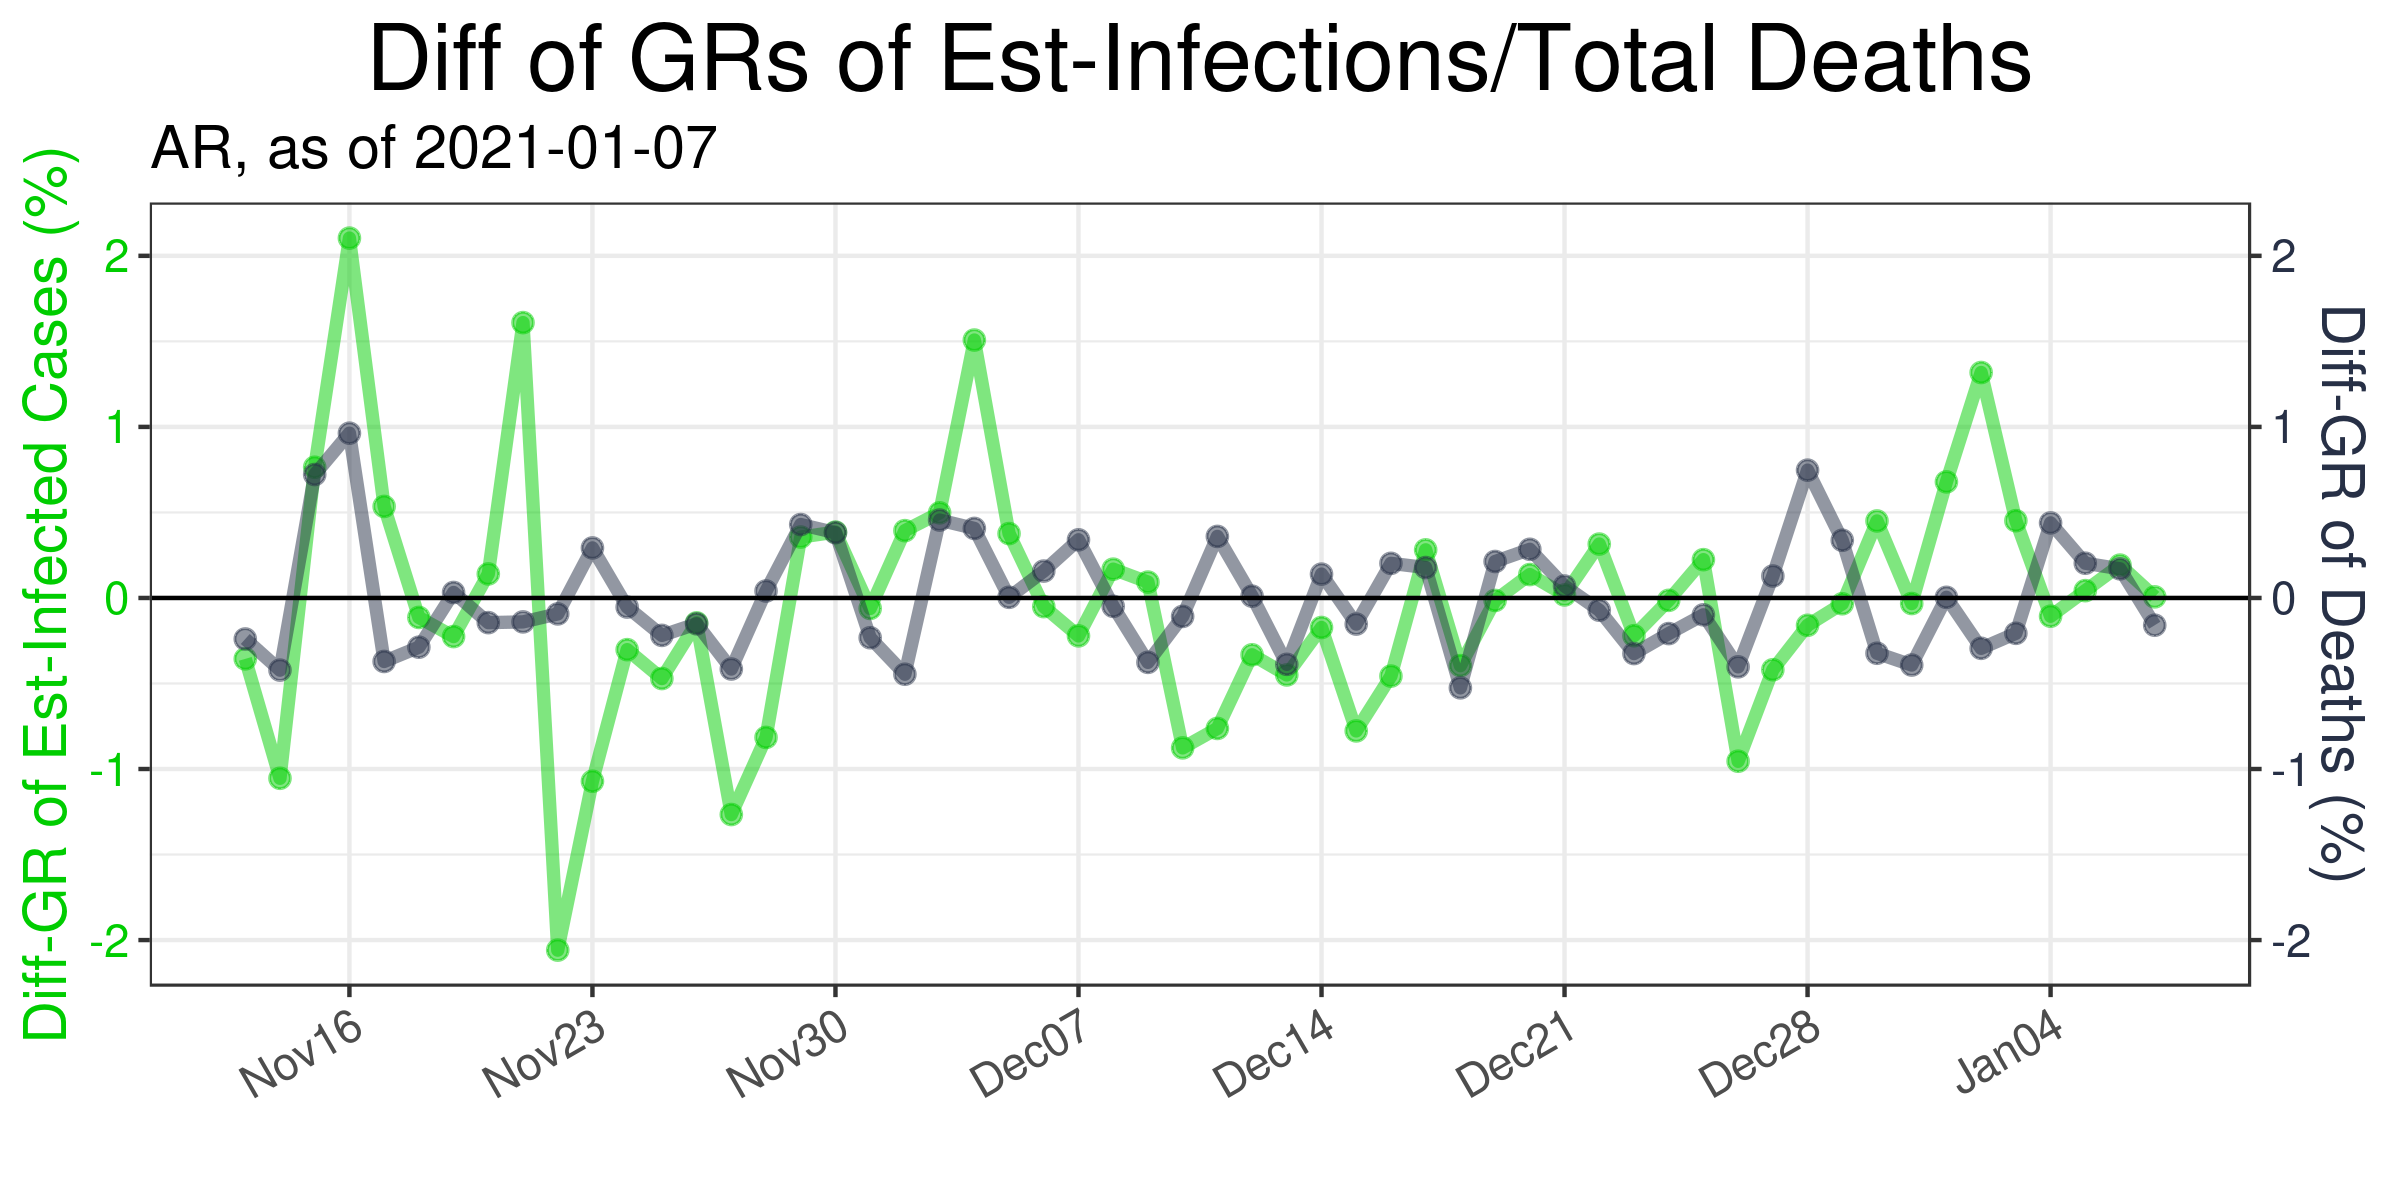 Diff of GRs of Est-Infections/Total Deaths
AR, as of 2021-01-07
Diff-GR of Est-Infected Cases (%)
2
1
0
-1
-2
2
1
0
-1
-2
Diff-GR of Deaths (%)
Nov16
Nov23
Nov30
Dec07
Dec14
Dec21
Dec28
Jan04